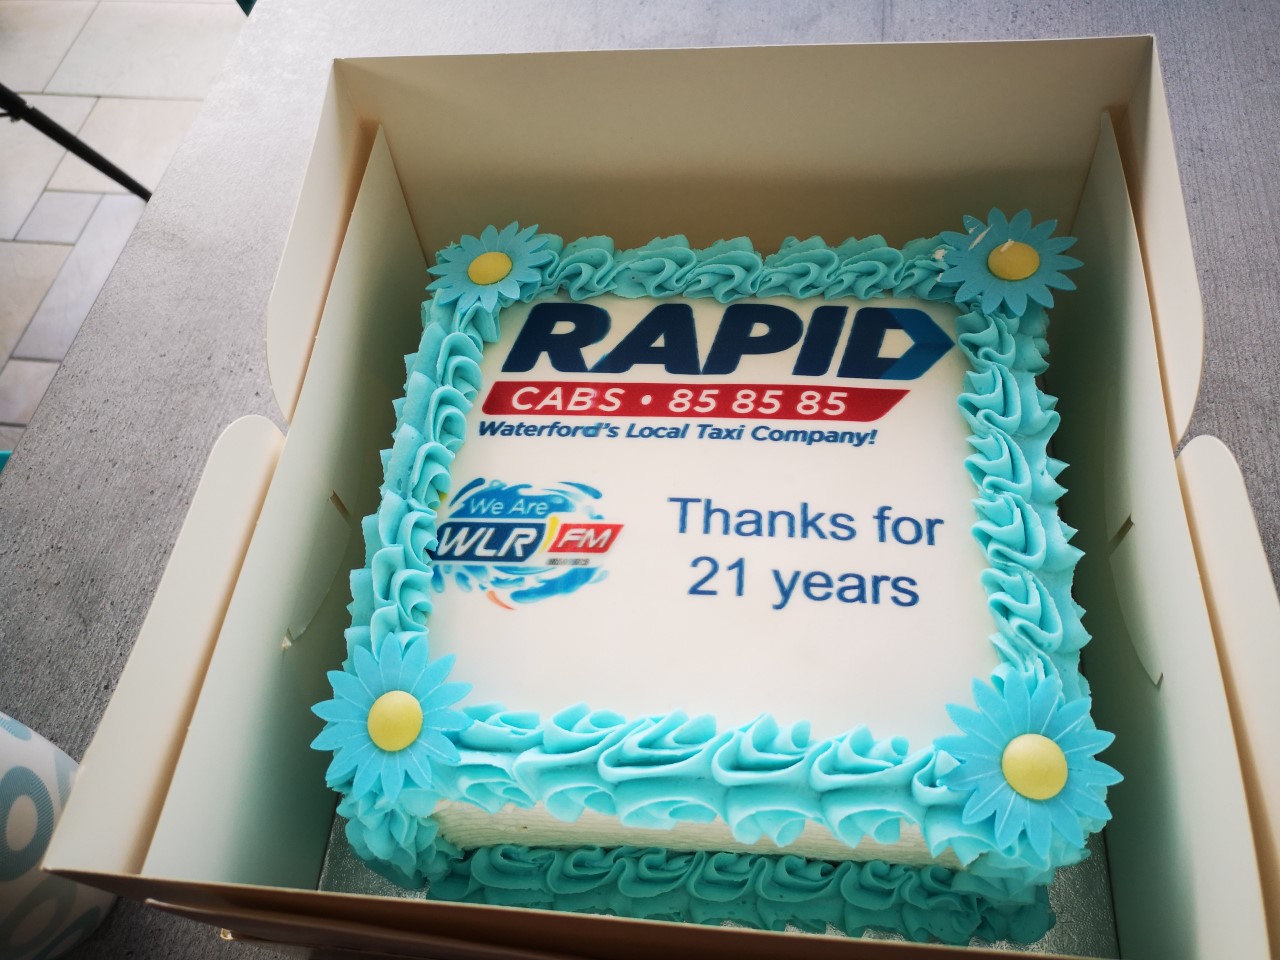 RAPID
CABS • 85 85 85
Waterford's Local Taxi Company!
We Are
WLR FM
Thanks for
21 years